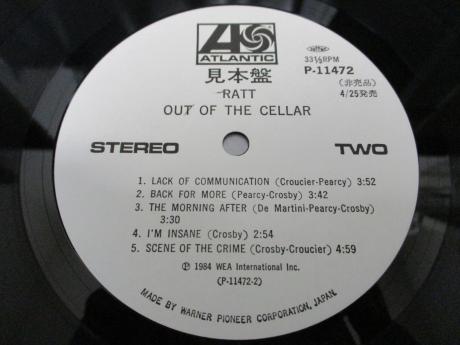 ATLANTIC
33⅓RPM
見本盤
P-11472
(非売品)
RATT
4/25発売
OUT OF THE CELLAR
STEREO
TWO
1. LACK OF COMMUNICATION (Croucier-Pearcy) 3:52
2. BACK FOR MORE (Pearcy-Crosby) 3:42
3. THE MORNING AFTER (De Martini-Pearcy-Crosby)
3:30
4. I'M INSANE (Crosby) 2:54
5. SCENE OF THE CRIME (Crosby-Croucier) 4:59
Ⓟ 1984 WEA International Inc.
(P-11472-2)
MADE BY WARNER PIONEER CORPORATION, JAPAN.